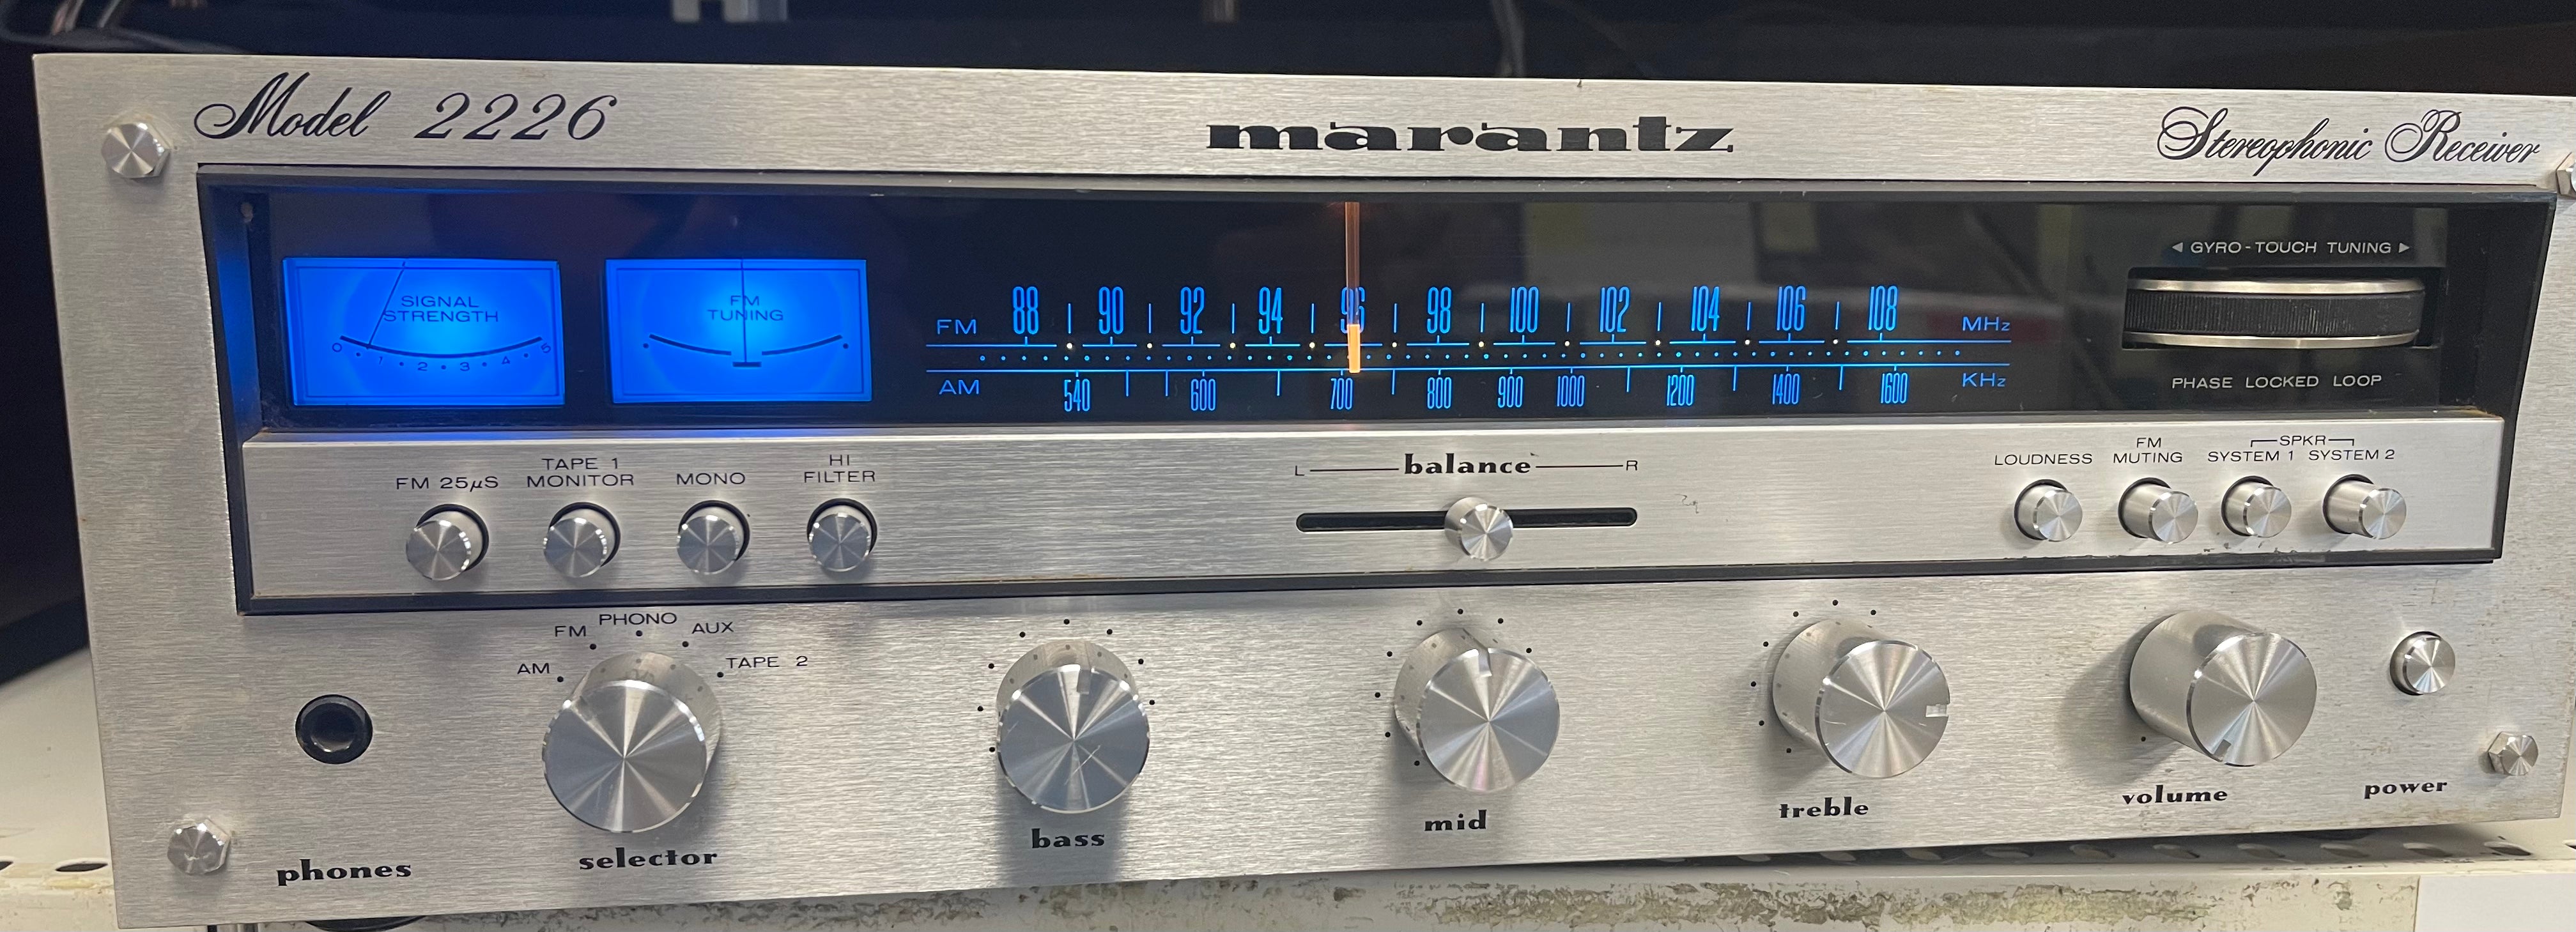 Model 2226
marantz
Stereophonic Receiver
SIGNAL
STRENGTH
0 1 2 3 4 5
FM
TUNING
FM 88 90 92 94 96 98 100 102 104 106 108 MHz
AM 540 600 700 800 900 1000 1200 1400 1600 KHz
◄ GYRO-TOUCH TUNING ►
PHASE LOCKED LOOP
FM 25µS
TAPE 1
MONITOR
MONO
HI
FILTER
L balance R
LOUDNESS
FM
MUTING
SPKR
SYSTEM 1 SYSTEM 2
AM
FM
PHONO
AUX
TAPE 2
phones
selector
bass
mid
treble
volume
power